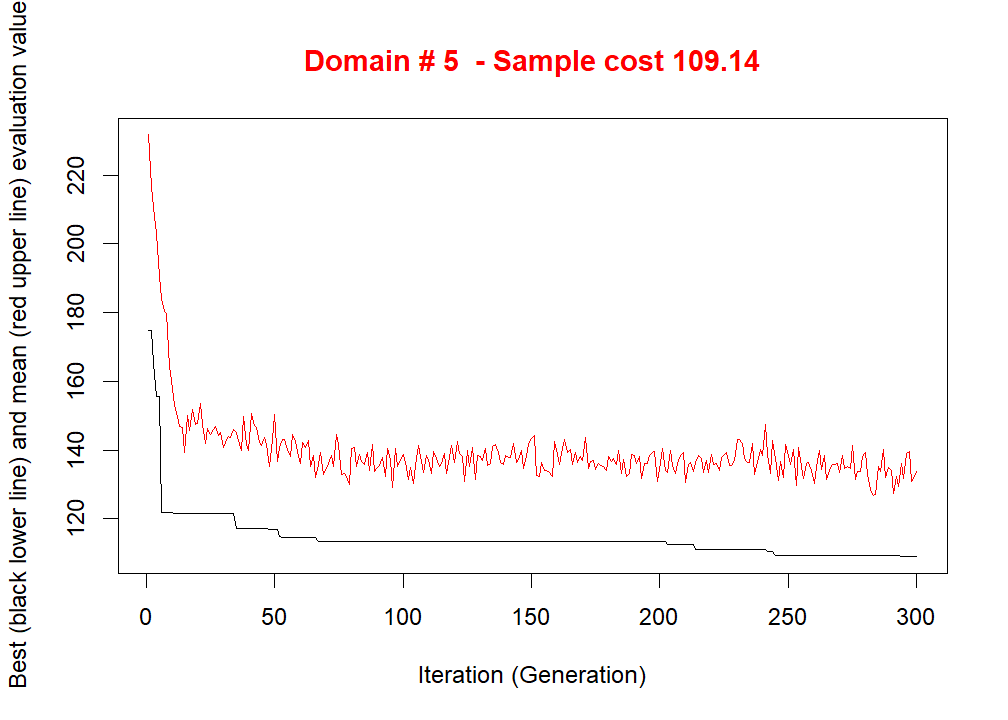 Domain # 5  - Sample cost 109.14
Best (black lower line) and mean (red upper line) evaluation value
220
200
180
160
140
120
0 50 100 150 200 250 300
Iteration (Generation)